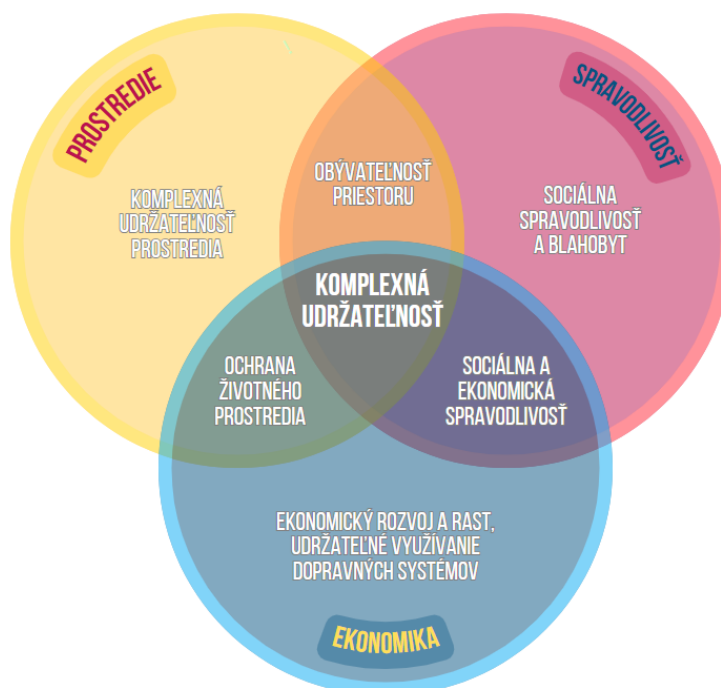 PROSTREDIE
SPRAVODLIVOSŤ
KOMPLEXNÁ
UDRŽATEĽNOSŤ
PROSTREDIA
OBÝVATEĽNOSŤ
PRIESTORU
SOCIÁLNA
SPRAVODLIVOSŤ
A BLAHOBYT
KOMPLEXNÁ
UDRŽATEĽNOSŤ
OCHRANA
ŽIVOTNÉHO
PROSTREDIA
SOCIÁLNA A
EKONOMICKÁ
SPRAVODLIVOSŤ
EKONOMICKÝ ROZVOJ A RAST,
UDRŽATEĽNÉ VYUŽÍVANIE
DOPRAVNÝCH SYSTÉMOV
EKONOMIKA